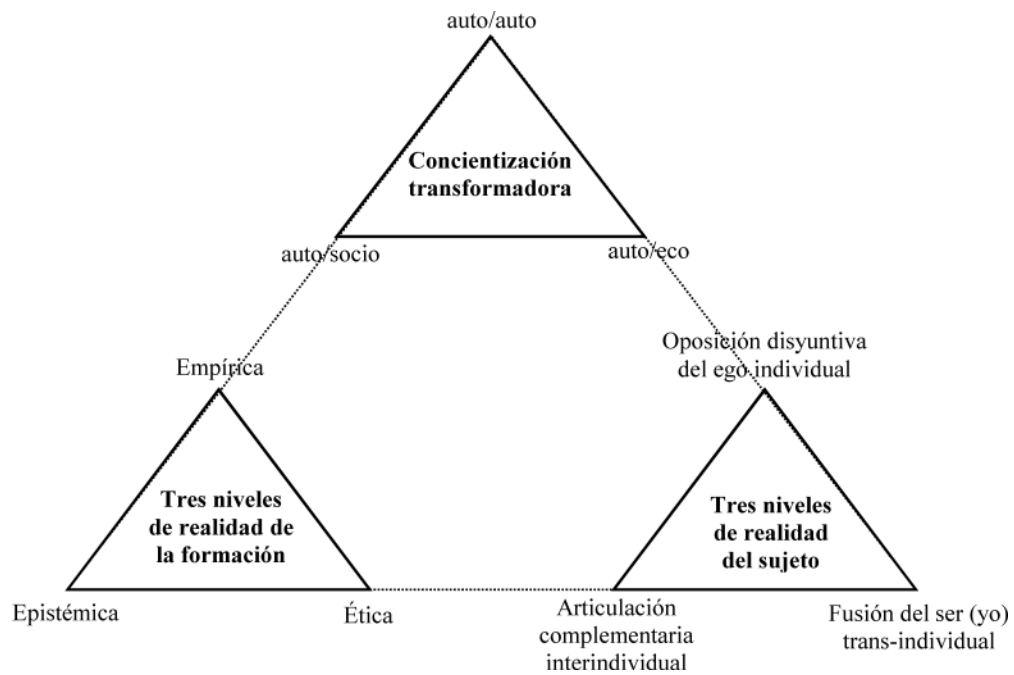 auto/auto
Concientización
transformadora
auto/socio
auto/eco
Empírica
Tres niveles
de realidad de
la formación
Epistémica
Ética
Oposición disyuntiva
del ego individual
Tres niveles
de realidad
del sujeto
Articulación
complementaria
interindividual
Fusión del ser (yo)
trans-individual